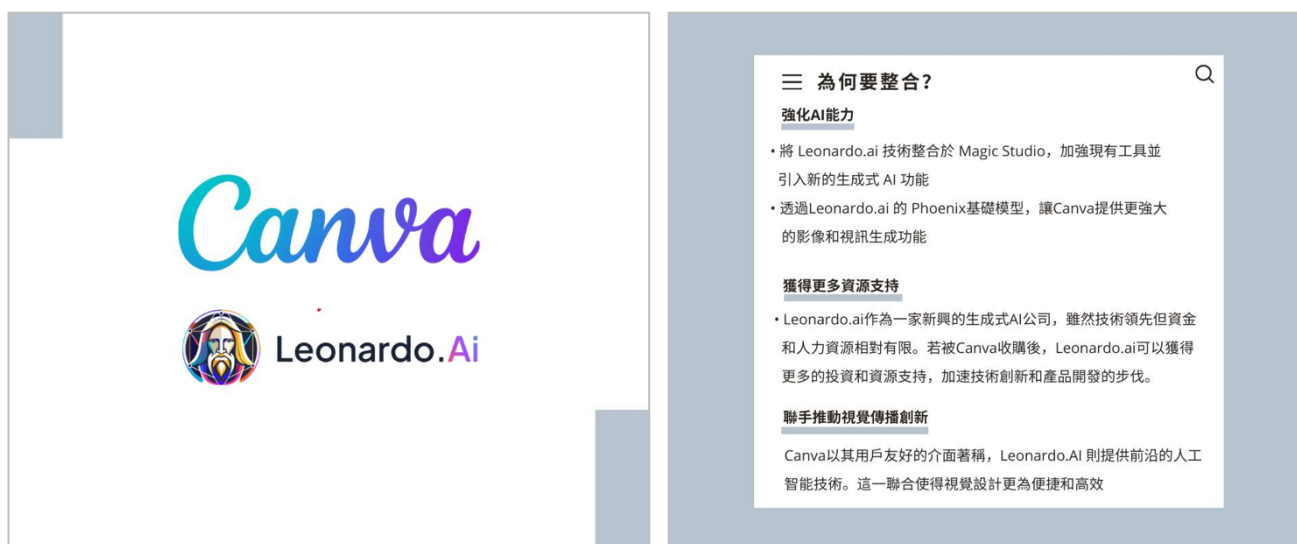 Canva
Leonardo.Ai
為何要整合?
強化AI能力
• 將 Leonardo.ai 技術整合於 Magic Studio，加強現有工具並
引入新的生成式 AI 功能
• 透過Leonardo.ai 的 Phoenix基礎模型，讓Canva提供更強大
的影像和視訊生成功能
獲得更多資源支持
• Leonardo.ai作為一家新興的生成式AI公司，雖然技術領先但資金
和人力資源相對有限。若被Canva收購後，Leonardo.ai可以獲得
更多的投資和資源支持，加速技術創新和產品開發的步伐。
聯手推動視覺傳播創新
Canva以其用戶友好的介面著稱，Leonardo.AI 則提供前沿的人工
智能技術。這一聯合使得視覺設計更為便捷和高效